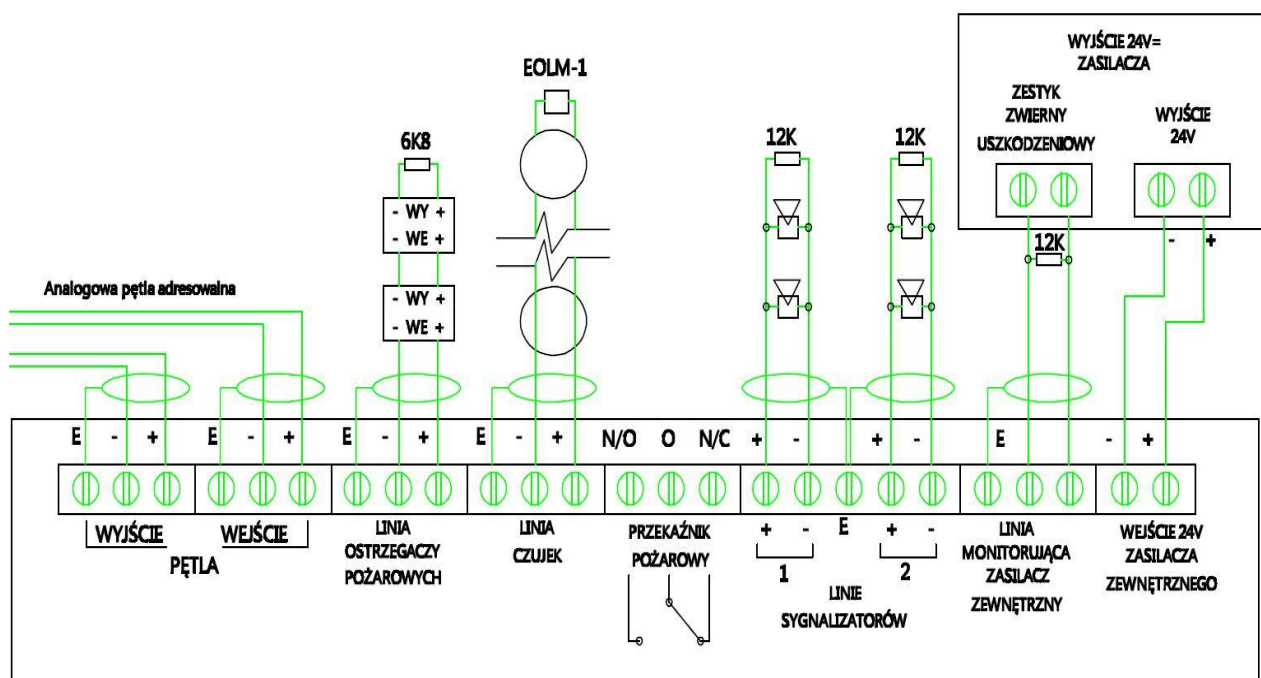 WYJŚCIE 24V=
ZASILACZA
ZESTYK
ZWIERNY
USZKODZENIOWY
WYJŚCIE
24V
EOLM-1
6K8
12K
12K
- WY +
- WE +
- WY +
- WE +
12K
- +
Analogowa pętla adresowalna
E - + E - + E - + E - + N/O O N/C + - + - E - +
WYJŚCIE
WEJŚCIE
PĘTLA
LINIA
OSTRZEGACZY
POŻAROWYCH
LINIA
CZUJEK
PRZEKAŹNIK
POŻAROWY
+ - E + -
1
2
LINIE
SYGNALIZATORÓW
LINIA
MONITORUJĄCA
ZASILACZ
ZEWNĘTRZNY
WEJŚCIE 24V
ZASILACZA
ZEWNĘTRZNEGO